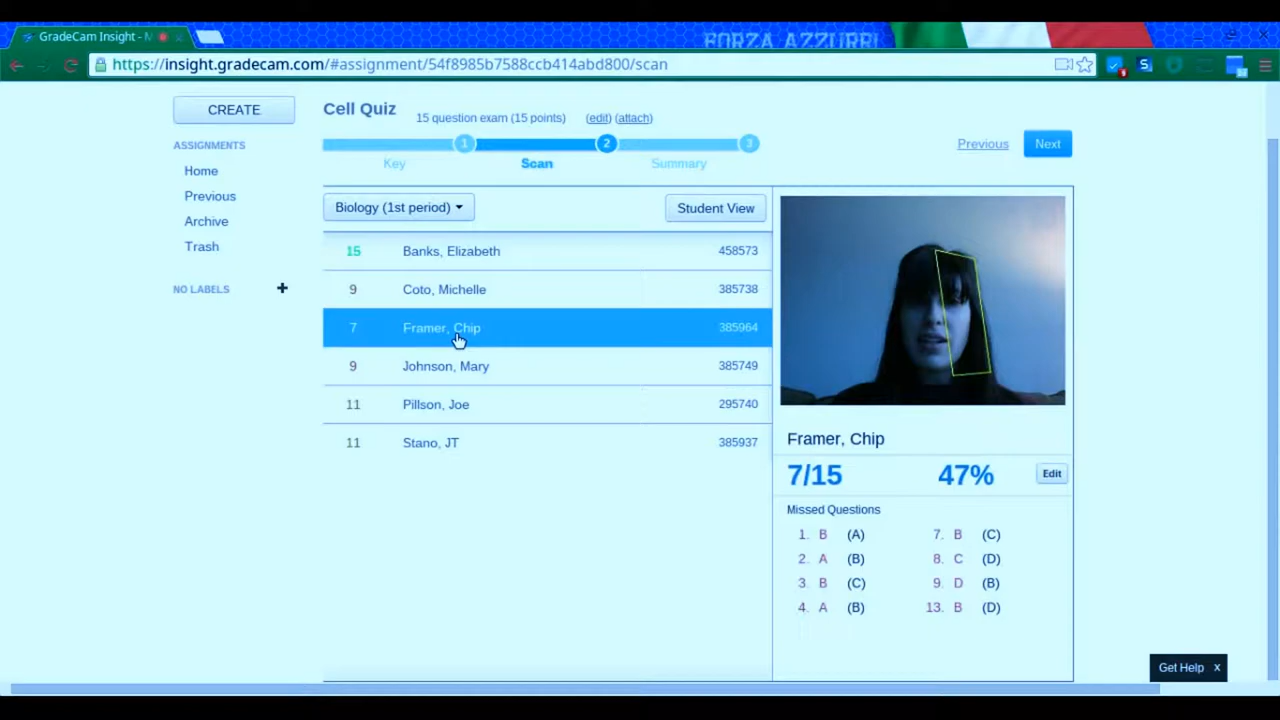 FORZA AZZURRI
GradeCam Insight - M
https://insight.gradecam.com/#assignment/54f8985b7588ccb414abd800/scan
CREATE
ASSIGNMENTS
Home
Previous
Archive
Trash
NO LABELS +
Cell Quiz 15 question exam (15 points) (edit) (attach)
1 2 3
Key Scan Summary
Previous Next
Biology (1st period) Student View
15 Banks, Elizabeth 458573
9 Coto, Michelle 385738
7 Framer, Chip 385964
9 Johnson, Mary 385749
11 Pillson, Joe 295740
11 Stano, JT 385937
Framer, Chip
7/15 47% Edit
Missed Questions
1. B (A) 7. B (C)
2. A (B) 8. C (D)
3. B (C) 9. D (B)
4. A (B) 13. B (D)
Get Help x